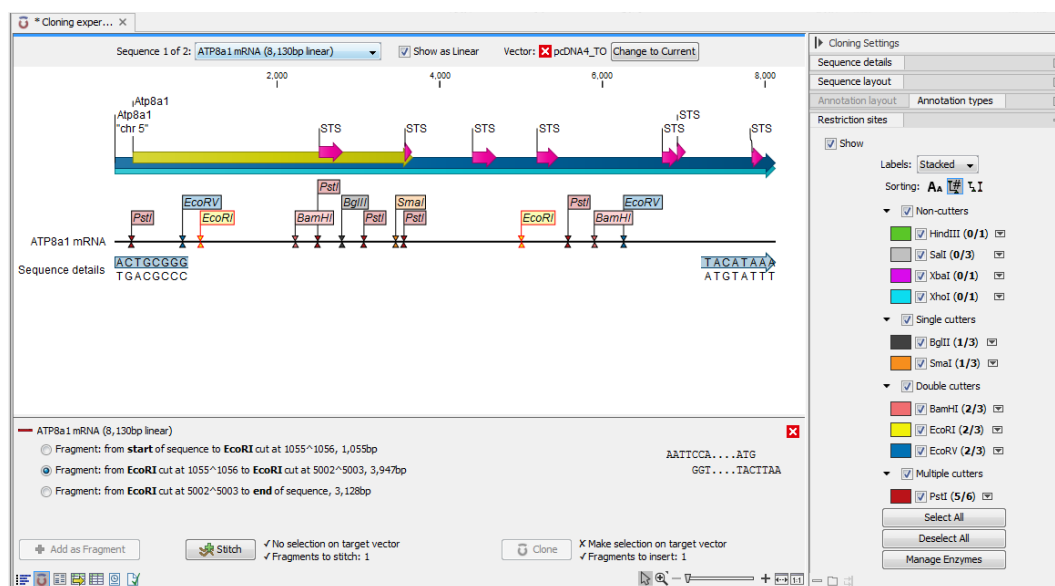 * Cloning exper... ×
Sequence 1 of 2: ATP8a1 mRNA (8,130bp linear) Show as Linear Vector: pcDNA4_TO Change to Current
2,000 4,000 6,000 8,000
Atp8a1
Atp8a1
"chr 5" STS STS STS STS STS STS STS
PstI
EcoRV BglII SmaI EcoRV
PstI EcoRI BamHI PstI PstI EcoRI PstI BamHI
ATP8a1 mRNA
Sequence details ACTGCGGG TACATAAA
TGACGCCC ATGTATTT
ATP8a1 mRNA (8,130bp linear)
Fragment: from start of sequence to EcoRI cut at 1055^1056, 1,055bp
Fragment: from EcoRI cut at 1055^1056 to EcoRI cut at 5002^5003, 3,947bp
Fragment: from EcoRI cut at 5002^5003 to end of sequence, 3,128bp
AATTCCA....ATG
GGT....TACTTAA
Add as Fragment Stitch √ No selection on target vector
√ Fragments to stitch: 1
Clone X Make selection on target vector
√ Fragments to insert: 1
Cloning Settings
Sequence details
Sequence layout
Annotation layout Annotation types
Restriction sites
Show
Labels: Stacked
Sorting:
Non-cutters
HindIII (0/1)
SalI (0/3)
XbaI (0/1)
XhoI (0/1)
Single cutters
BglII (1/3)
SmaI (1/3)
Double cutters
BamHI (2/3)
EcoRI (2/3)
EcoRV (2/3)
Multiple cutters
PstI (5/6)
Select All
Deselect All
Manage Enzymes